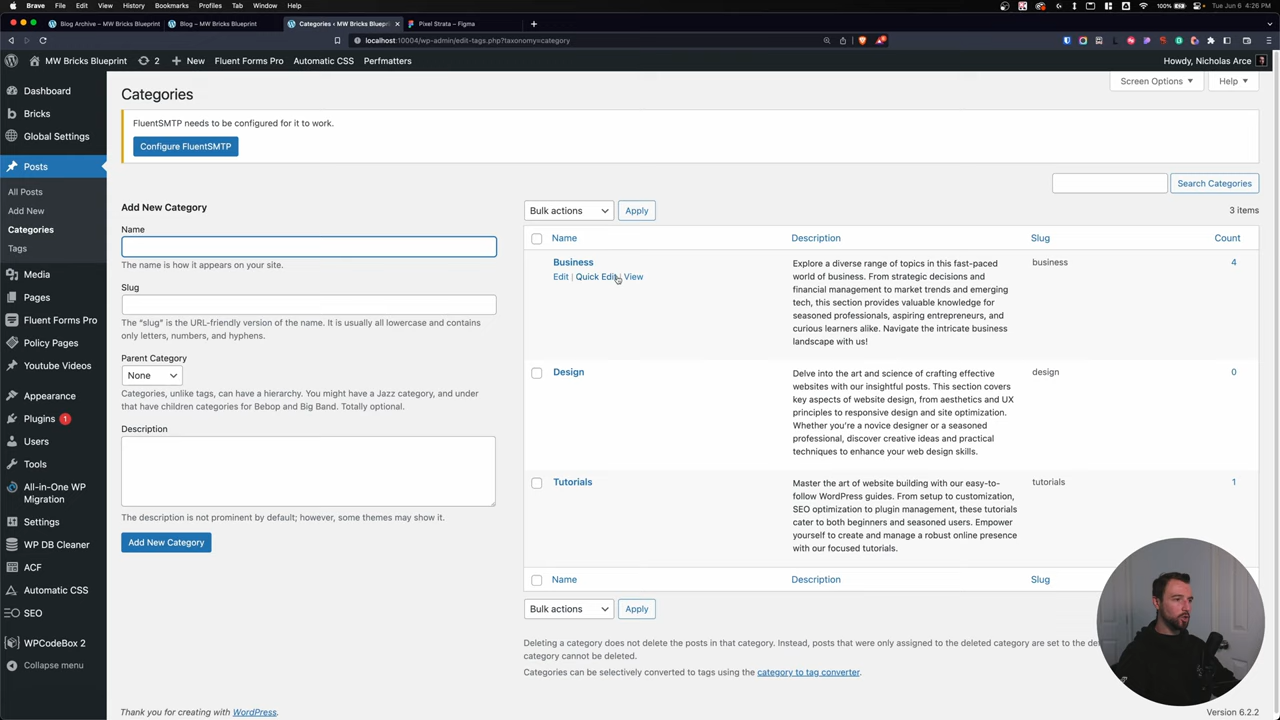 Brave File Edit View History Bookmarks Profiles Tab Window Help
100% Tue Jun 6 4:26 PM
Blog Archive – MW Bricks Blueprint
Blog – MW Bricks Blueprint
Categories ‹ MW Bricks Blueprint
Pixel Strata – Figma
localhost:10004/wp-admin/edit-tags.php?taxonomy=category
MW Bricks Blueprint 2 New Fluent Forms Pro Automatic CSS Perfmatters
Howdy, Nicholas Arce
Dashboard
Bricks
Global Settings
Posts
All Posts
Add New
Categories
Tags
Media
Pages
Fluent Forms Pro
Policy Pages
Youtube Videos
Appearance
Plugins 1
Users
Tools
All-in-One WP
Migration
Settings
WP DB Cleaner
ACF
Automatic CSS
SEO
WPCodeBox 2
Collapse menu
Screen Options
Help
Categories
FluentSMTP needs to be configured for it to work.
Configure FluentSMTP
Search Categories
Add New Category
Name
The name is how it appears on your site.
Slug
The “slug” is the URL-friendly version of the name. It is usually all lowercase and contains
only letters, numbers, and hyphens.
Parent Category
None
Categories, unlike tags, can have a hierarchy. You might have a Jazz category, and under
that have children categories for Bebop and Big Band. Totally optional.
Description
The description is not prominent by default; however, some themes may show it.
Add New Category
Bulk actions
Apply
3 items
Name Description Slug Count
Business
Edit | Quick Edit | View
Explore a diverse range of topics in this fast-paced
world of business. From strategic decisions and
financial management to market trends and emerging
tech, this section provides valuable knowledge for
seasoned professionals, aspiring entrepreneurs, and
curious learners alike. Navigate the intricate business
landscape with us!
business
4
Design
Delve into the art and science of crafting effective
websites with our insightful posts. This section covers
key aspects of website design, from aesthetics and UX
principles to responsive design and site optimization.
Whether you're a novice designer or a seasoned
professional, discover creative ideas and practical
techniques to enhance your web design skills.
design
0
Tutorials
Master the art of website building with our easy-to-
follow WordPress guides. From setup to customization,
SEO optimization to plugin management, these tutorials
cater to both beginners and seasoned users. Empower
yourself to create and manage a robust online presence
with our focused tutorials.
tutorials
1
Name Description Slug
Bulk actions
Apply
Deleting a category does not delete the posts in that category. Instead, posts that were only assigned to the deleted category are set to the
category cannot be deleted.
Categories can be selectively converted to tags using the category to tag converter.
Thank you for creating with WordPress.
Version 6.2.2